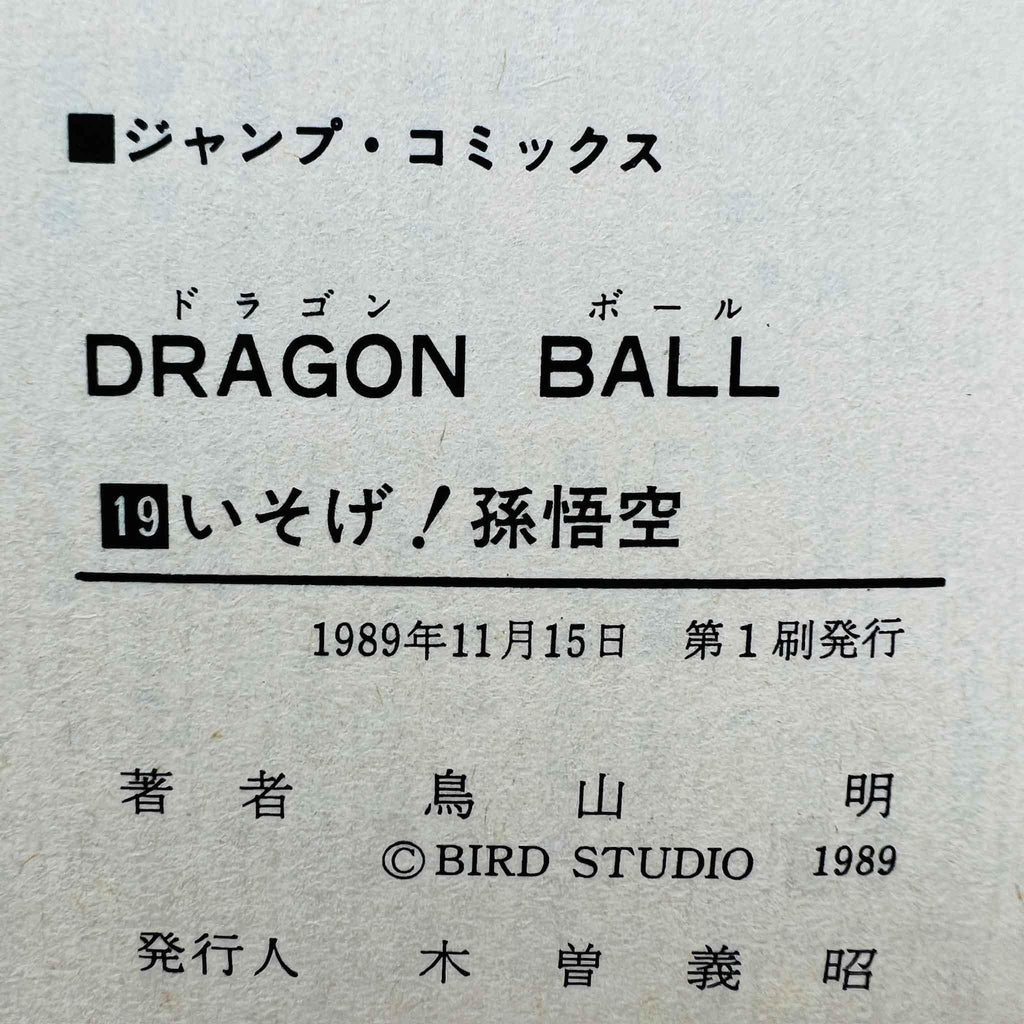 ■ジャンプ・コミックス
ドラゴン ボール
DRAGON BALL
19いそげ!孫悟空
1989年11月15日 第1刷発行
著者 鳥山 明
©BIRD STUDIO 1989
発行人 木曽義昭